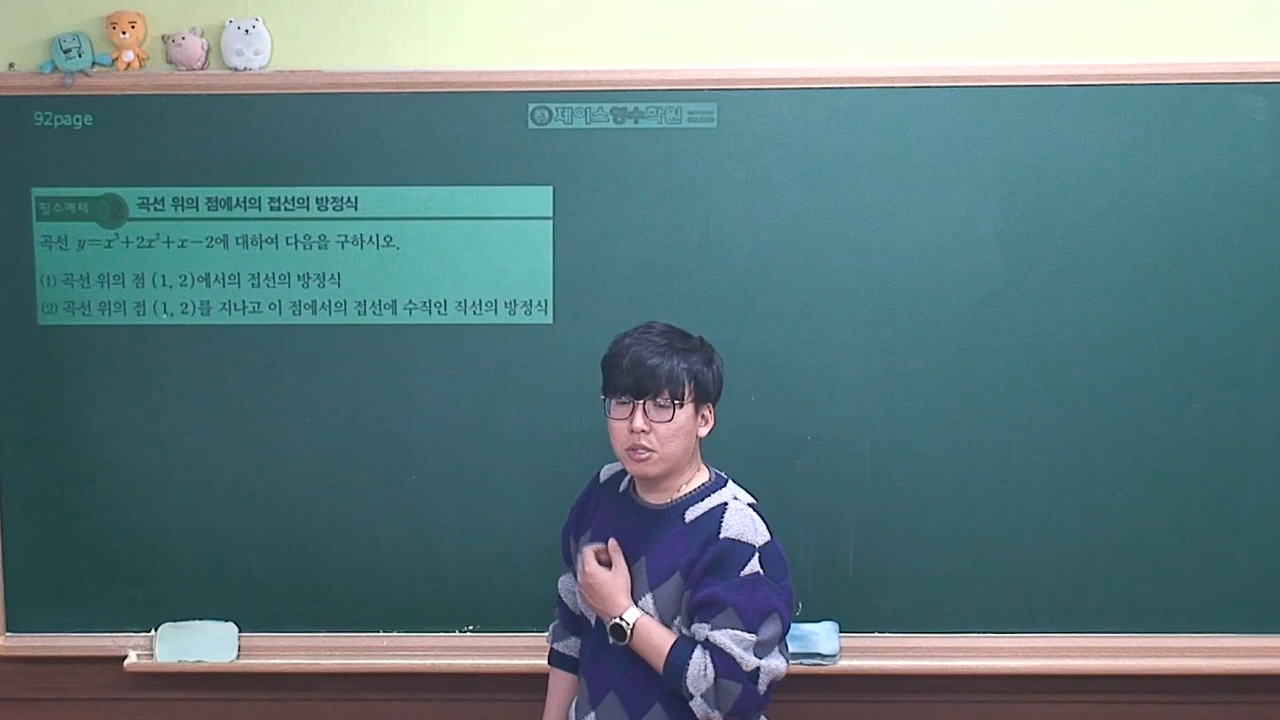 92page
제이스영수학원
필수예제
곡선 위의 점에서의 접선의 방정식
곡선 y=x³+2x²+x-2에 대하여 다음을 구하시오.
(1) 곡선 위의 점 (1, 2)에서의 접선의 방정식
(2) 곡선 위의 점 (1, 2)를 지나고 이 점에서의 접선에 수직인 직선의 방정식